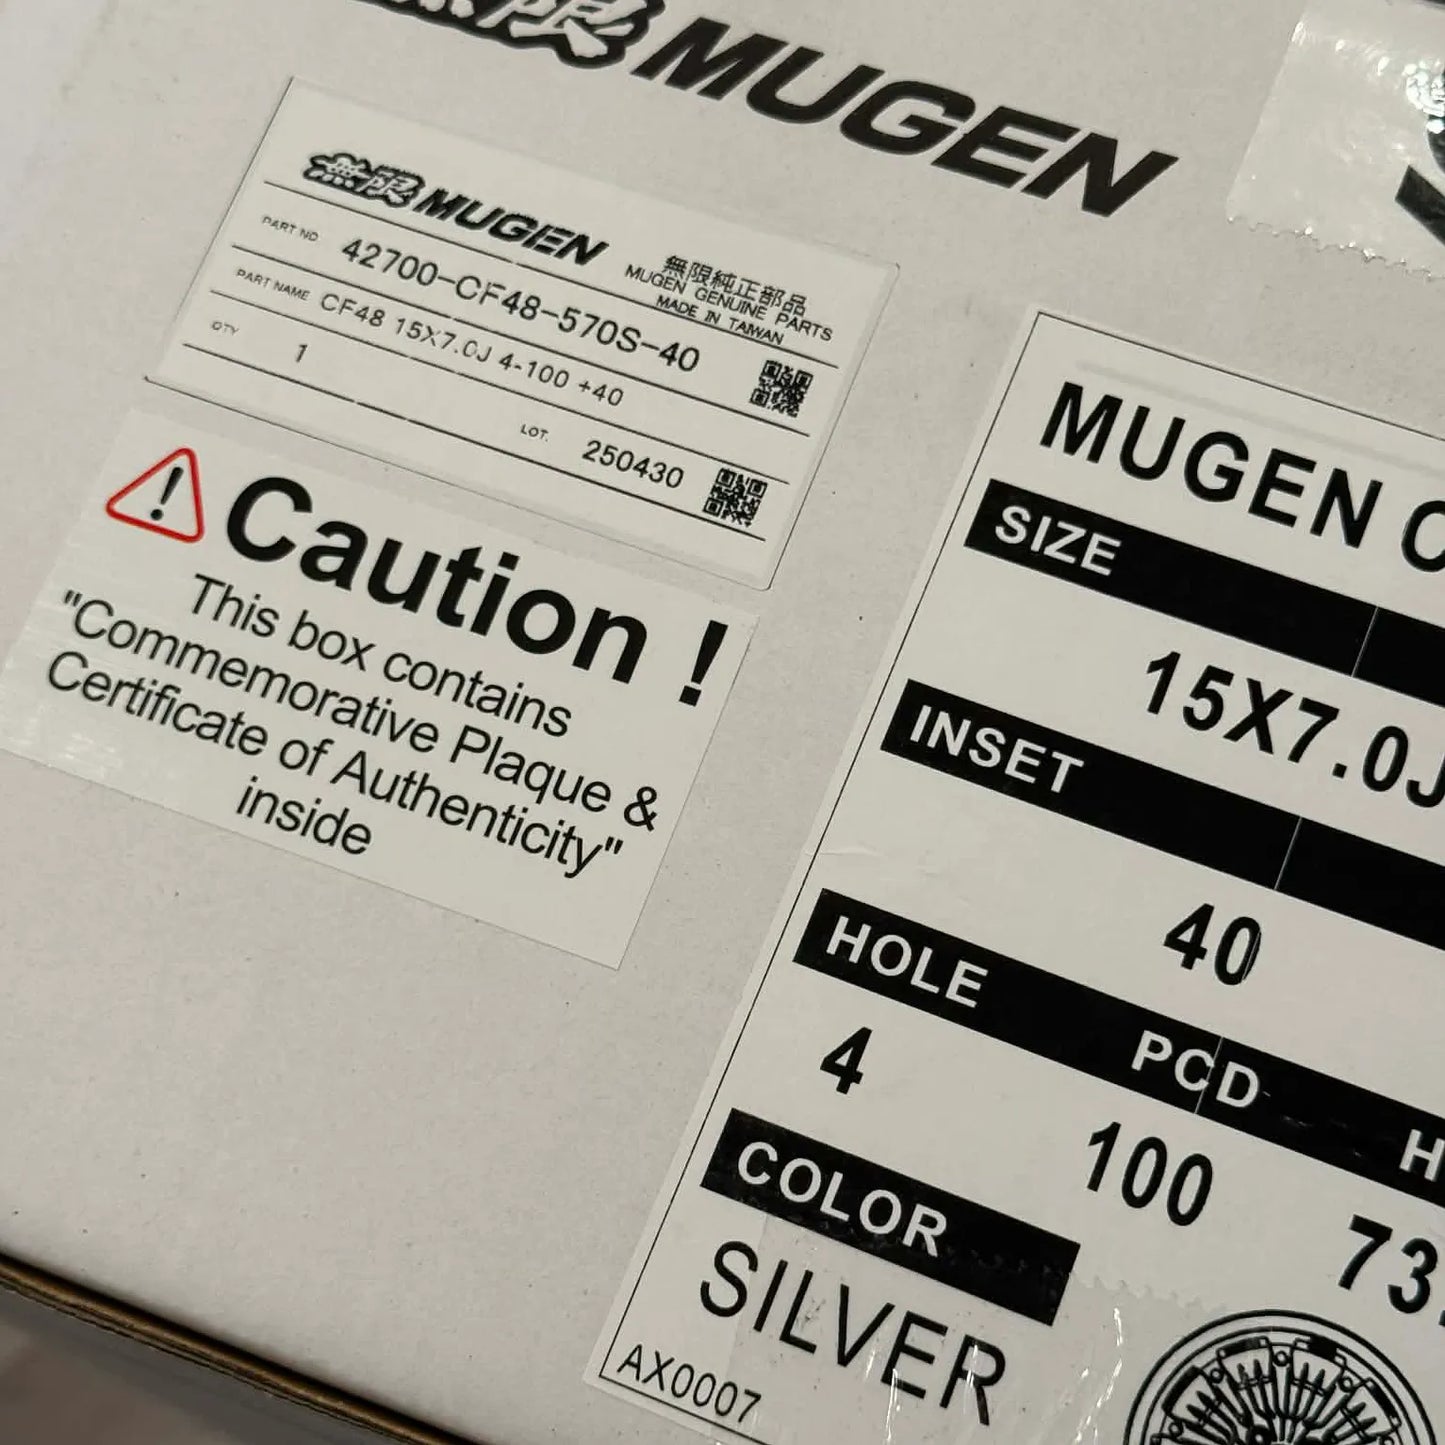 無限 MUGEN
無限 MUGEN
無限純正部品
MUGEN GENUINE PARTS
MADE IN TAIWAN
PART NO 42700-CF48-570S-40
PART NAME CF48 15X7.0J 4-100 +40
QTY 1
LOT. 250430
Caution !
This box contains
"Commemorative Plaque &
Certificate of Authenticity"
inside
MUGEN
SIZE
15X7.0J
INSET
40
HOLE PCD
4 100 73
COLOR
SILVER
AX0007